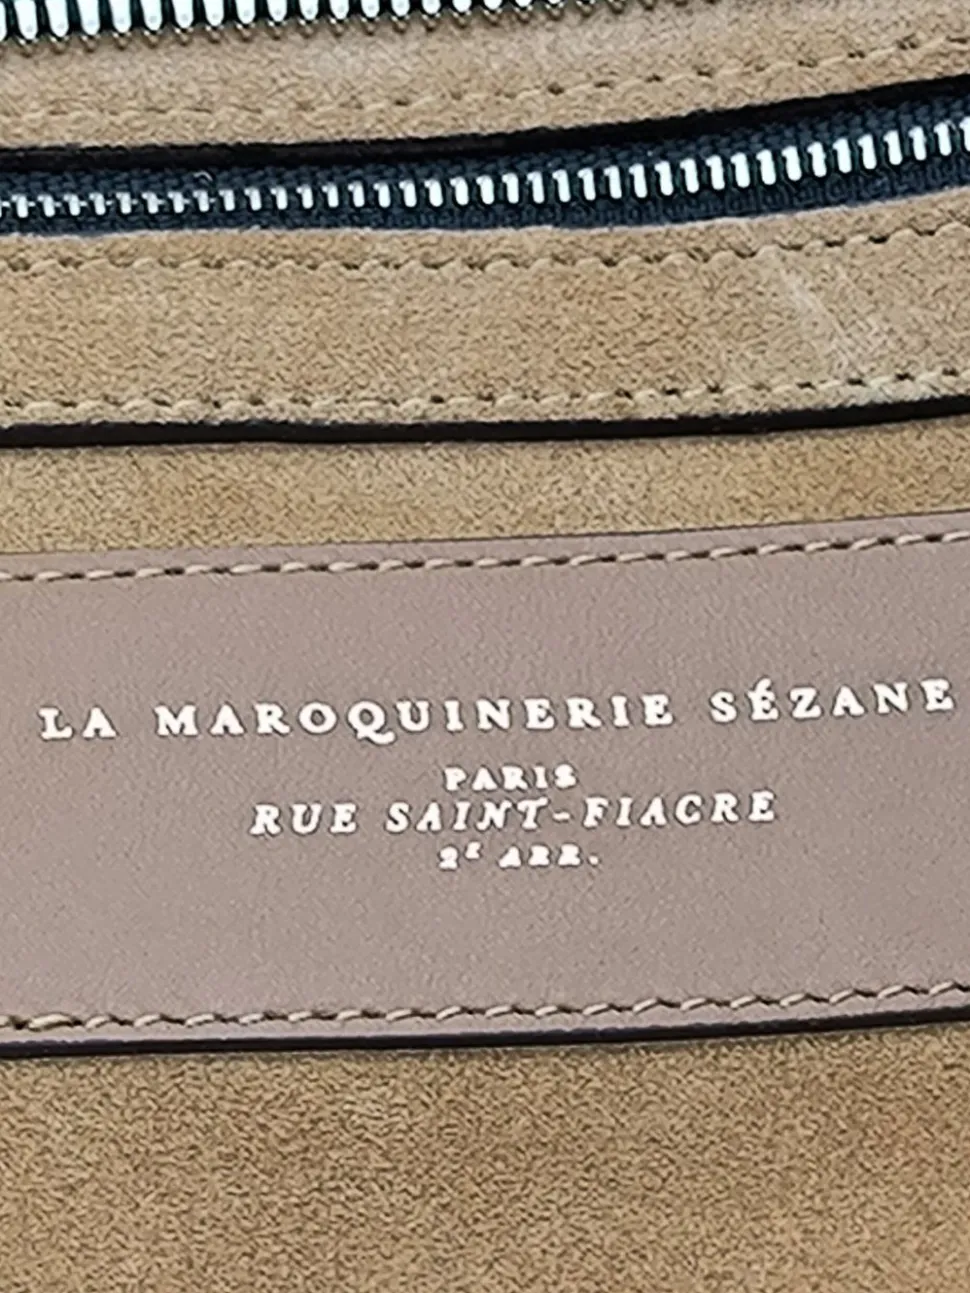 LA MAROQUINERIE SÉZANE
PARIS
RUE SAINT-FIACRE
2E ARR.